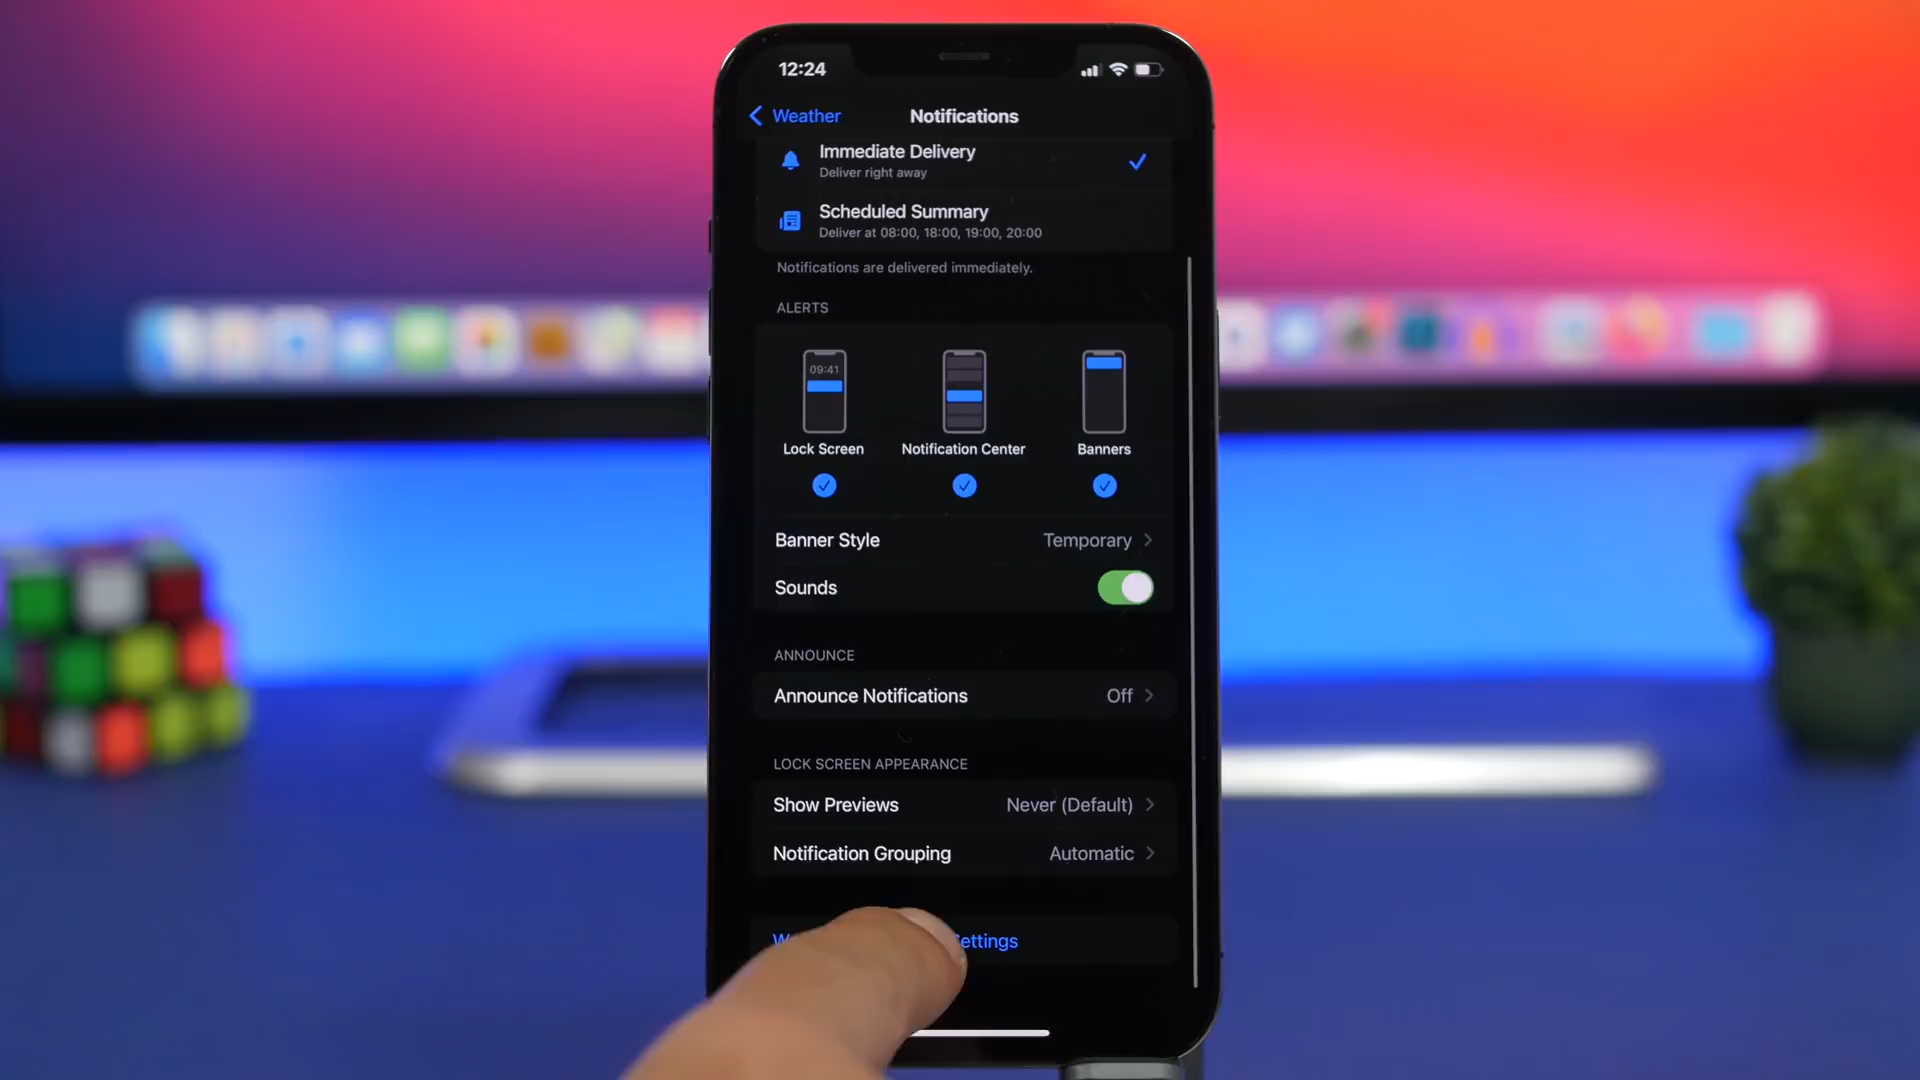 12:24
Weather
Notifications
Immediate Delivery
Deliver right away
Scheduled Summary
Deliver at 08:00, 18:00, 19:00, 20:00
Notifications are delivered immediately.
ALERTS
09:41
Lock Screen
Notification Center
Banners
Banner Style
Temporary
Sounds
ANNOUNCE
Announce Notifications
Off
LOCK SCREEN APPEARANCE
Show Previews
Never (Default)
Notification Grouping
Automatic
Settings